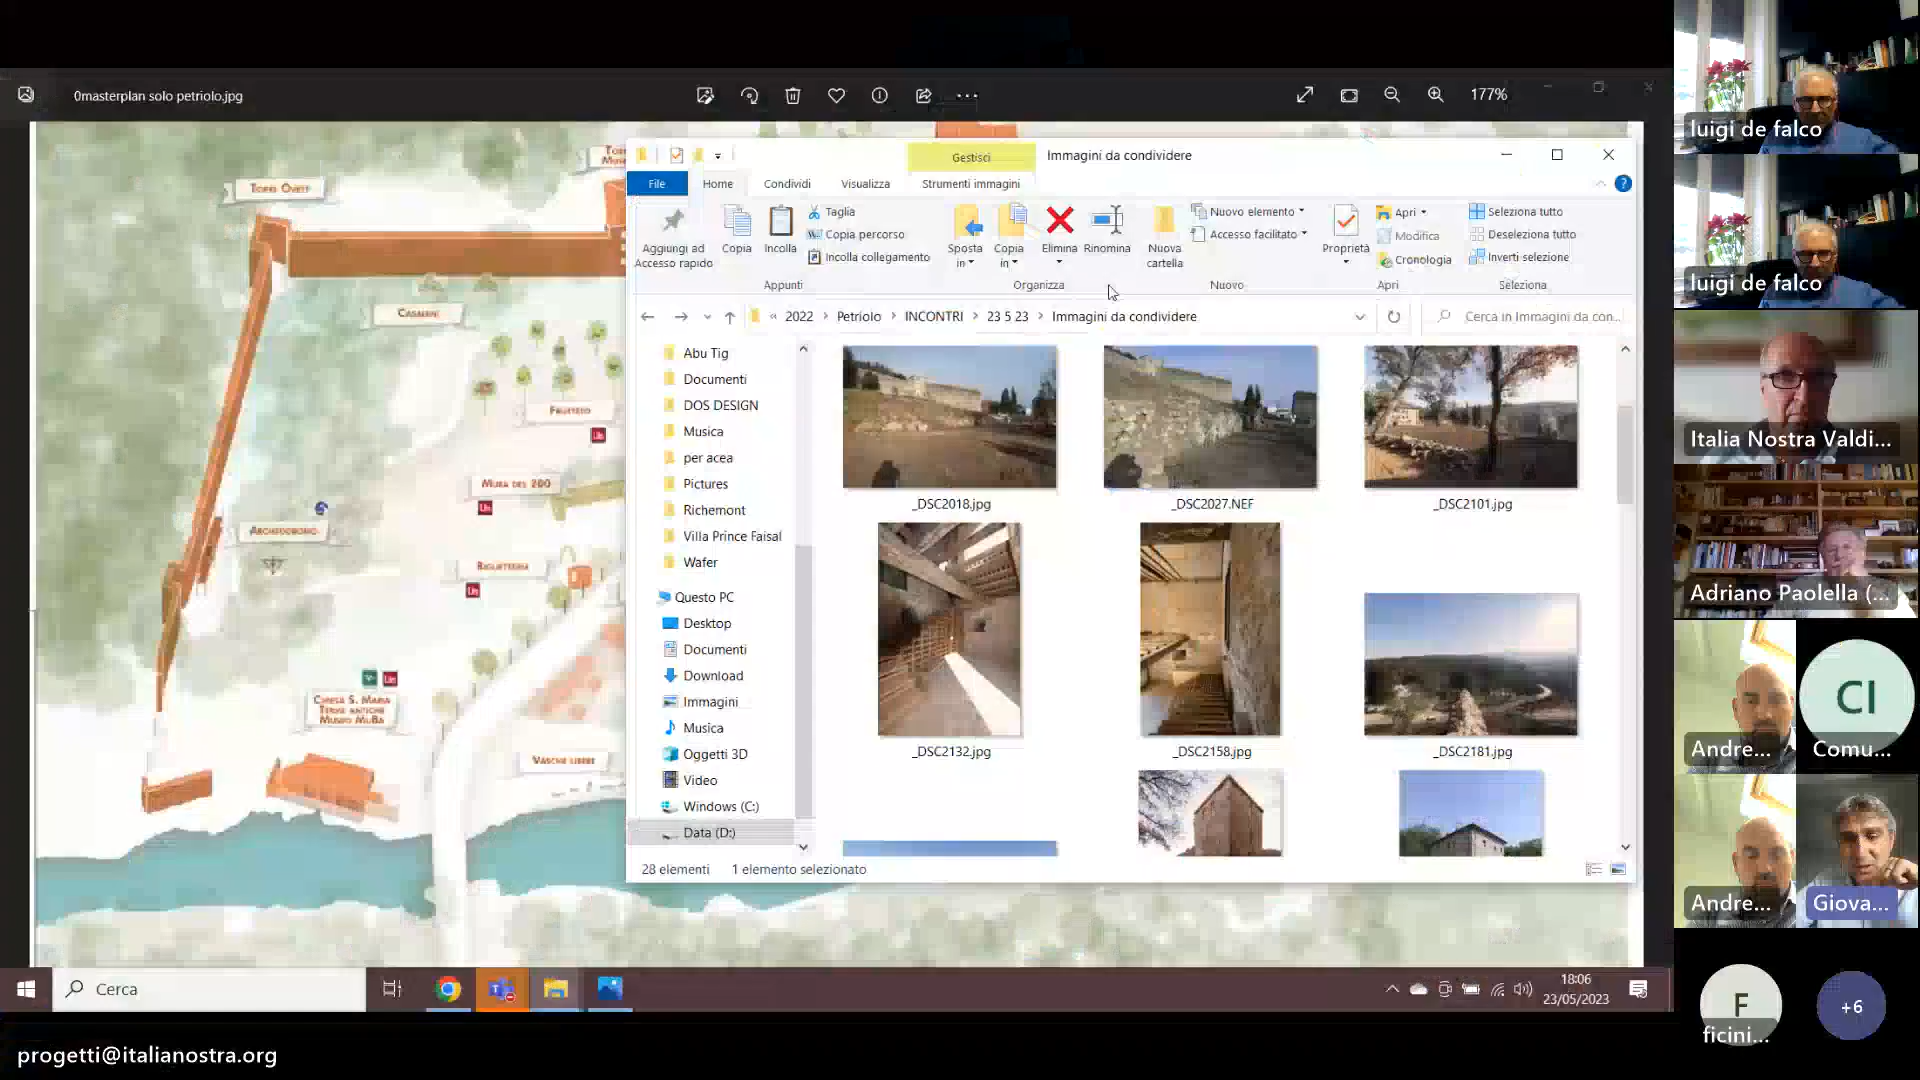 0masterplan solo petriolo.jpg
177%
Torre Ovest
Casaleni
Frutteto
Mura del 200
Archeodromo
Biglietteria
Chiesa S. Maria
Terme antiche
Museo MuBa
Vasche libere
Gestisci
Immagini da condividere
File
Home
Condividi
Visualizza
Strumenti immagini
Aggiungi ad
Accesso rapido
Copia
Incolla
Taglia
Copia percorso
Incolla collegamento
Appunti
Sposta
in
Copia
in
Elimina
Rinomina
Organizza
Nuova
cartella
Nuovo elemento
Accesso facilitato
Nuovo
Proprietà
Apri
Modifica
Cronologia
Apri
Seleziona tutto
Deseleziona tutto
Inverti selezione
Seleziona
« 2022 > Petriolo > INCONTRI > 23 5 23 > Immagini da condividere
Cerca in Immagini da con...
Abu Tig
Documenti
DOS DESIGN
Musica
per acea
Pictures
Richemont
Villa Prince Faisal
Wafer
Questo PC
Desktop
Documenti
Download
Immagini
Musica
Oggetti 3D
Video
Windows (C:)
Data (D:)
_DSC2018.jpg
_DSC2027.NEF
_DSC2101.jpg
_DSC2132.jpg
_DSC2158.jpg
_DSC2181.jpg
28 elementi
1 elemento selezionato
Cerca
18:06
23/05/2023
progetti@italianostra.org
luigi de falco
luigi de falco
Italia Nostra Valdi...
Adriano Paolella (...
Andre...
CI
Comu...
Andre...
Giova...
F
ficini...
+6